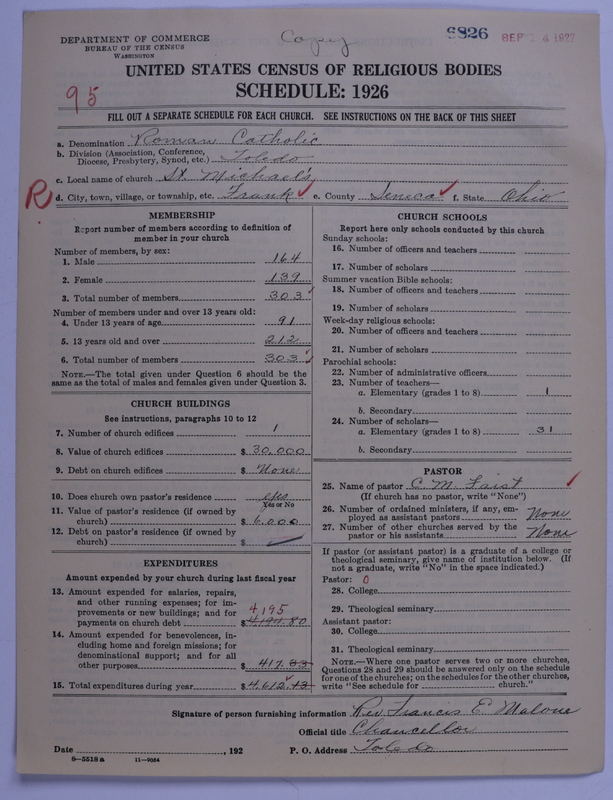 DEPARTMENT OF COMMERCE
BUREAU OF THE CENSUS
WASHINGTON
Copy
6826
SEP 14 1927
95
UNITED STATES CENSUS OF RELIGIOUS BODIES
SCHEDULE: 1926
FILL OUT A SEPARATE SCHEDULE FOR EACH CHURCH. SEE INSTRUCTIONS ON THE BACK OF THIS SHEET
a. Denomination Roman Catholic
b. Division (Association, Conference, Diocese, Presbytery, Synod, etc.) Toledo
c. Local name of church St. Michael's
R d. City, town, village, or township, etc. Frank e. County Seneca f. State Ohio
MEMBERSHIP
Report number of members according to definition of
member in your church
Number of members, by sex:
1. Male 164
2. Female 139
3. Total number of members 303
Number of members under and over 13 years old:
4. Under 13 years of age 91
5. 13 years old and over 212
6. Total number of members 303
NOTE.—The total given under Question 6 should be
same as the total of males and females given under Question 3.
CHURCH BUILDINGS
See instructions, paragraphs 10 to 12
7. Number of church edifices 1
8. Value of church edifices $ 30,000
9. Debt on church edifices $ None
10. Does church own pastor's residence yes
Yes or No
11. Value of pastor's residence (if owned by
church) $ 6,000
12. Debt on pastor's residence (if owned by
church) $ —
EXPENDITURES
Amount expended by your church during last fiscal year
13. Amount expended for salaries, repairs,
and other running expenses; for im-
provements or new buildings; and for
payments on church debt $ 4,194.80
4,195
14. Amount expended for benevolences, in-
cluding home and foreign missions; for
denominational support; and for all
other purposes $ 417.33
15. Total expenditures during year $ 4,612.13
CHURCH SCHOOLS
Report here only schools conducted by this church
Sunday schools:
16. Number of officers and teachers
17. Number of scholars
Summer vacation Bible schools:
18. Number of officers and teachers
19. Number of scholars
Week-day religious schools:
20. Number of officers and teachers
21. Number of scholars
Parochial schools:
22. Number of administrative officers
23. Number of teachers—
a. Elementary (grades 1 to 8) 1
b. Secondary
24. Number of scholars—
a. Elementary (grades 1 to 8) 31
b. Secondary
PASTOR
25. Name of pastor C. M. Faist
(If church has no pastor, write "None")
26. Number of ordained ministers, if any, em-
ployed as assistant pastors None
27. Number of other churches served by the
pastor or his assistants None
If pastor (or assistant pastor) is a graduate of a college or
theological seminary, give name of institution below. (If
not a graduate, write "No" in the space indicated.)
Pastor: 0
28. College
29. Theological seminary
Assistant pastor:
30. College
31. Theological seminary
NOTE.—Where one pastor serves two or more churches,
Questions 28 and 29 should be answered only on the schedule
for one of the churches; on the schedules for the other churches,
write "See schedule for church."
Signature of person furnishing information Rev. Francis E. Malone
Official title Chancellor
Date , 192 P. O. Address Toledo
8—5518 a 11—9064